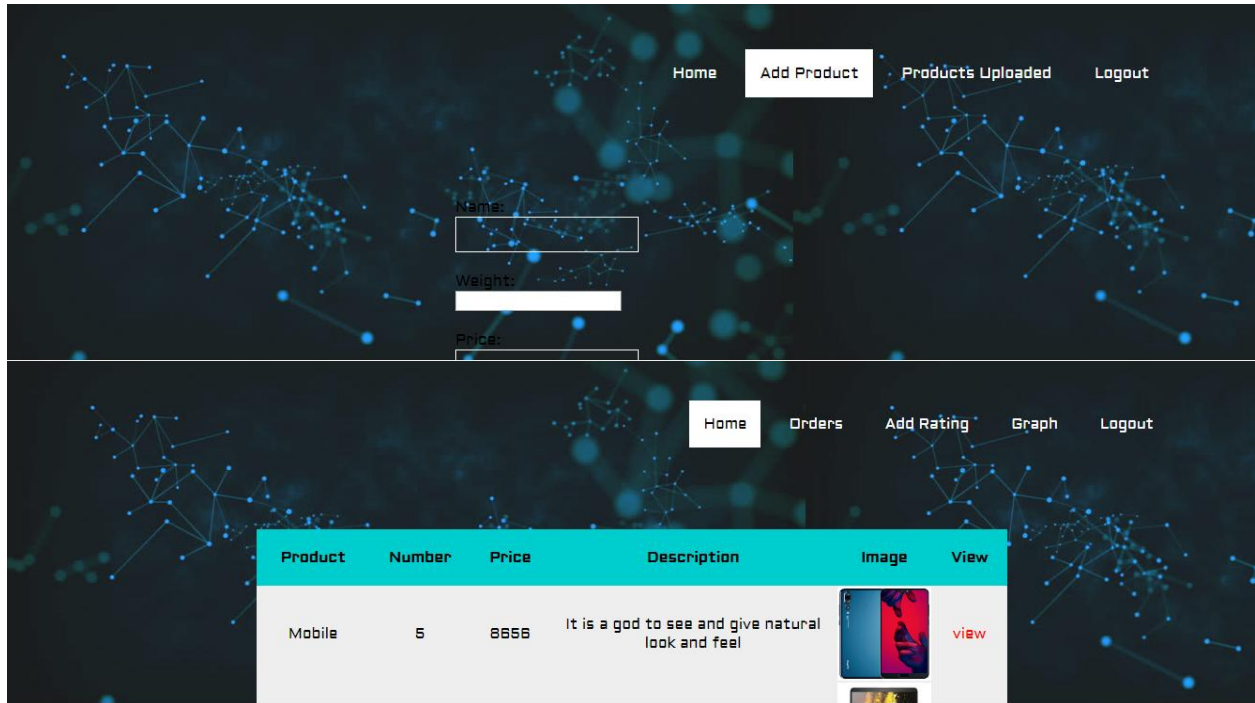 Home Add Product Products Uploaded Logout
Name:
Weight:
Price:
Home Orders Add Rating Graph Logout
Product Number Price Description Image View
Mobile 5 8656 It is a god to see and give natural look and feel view